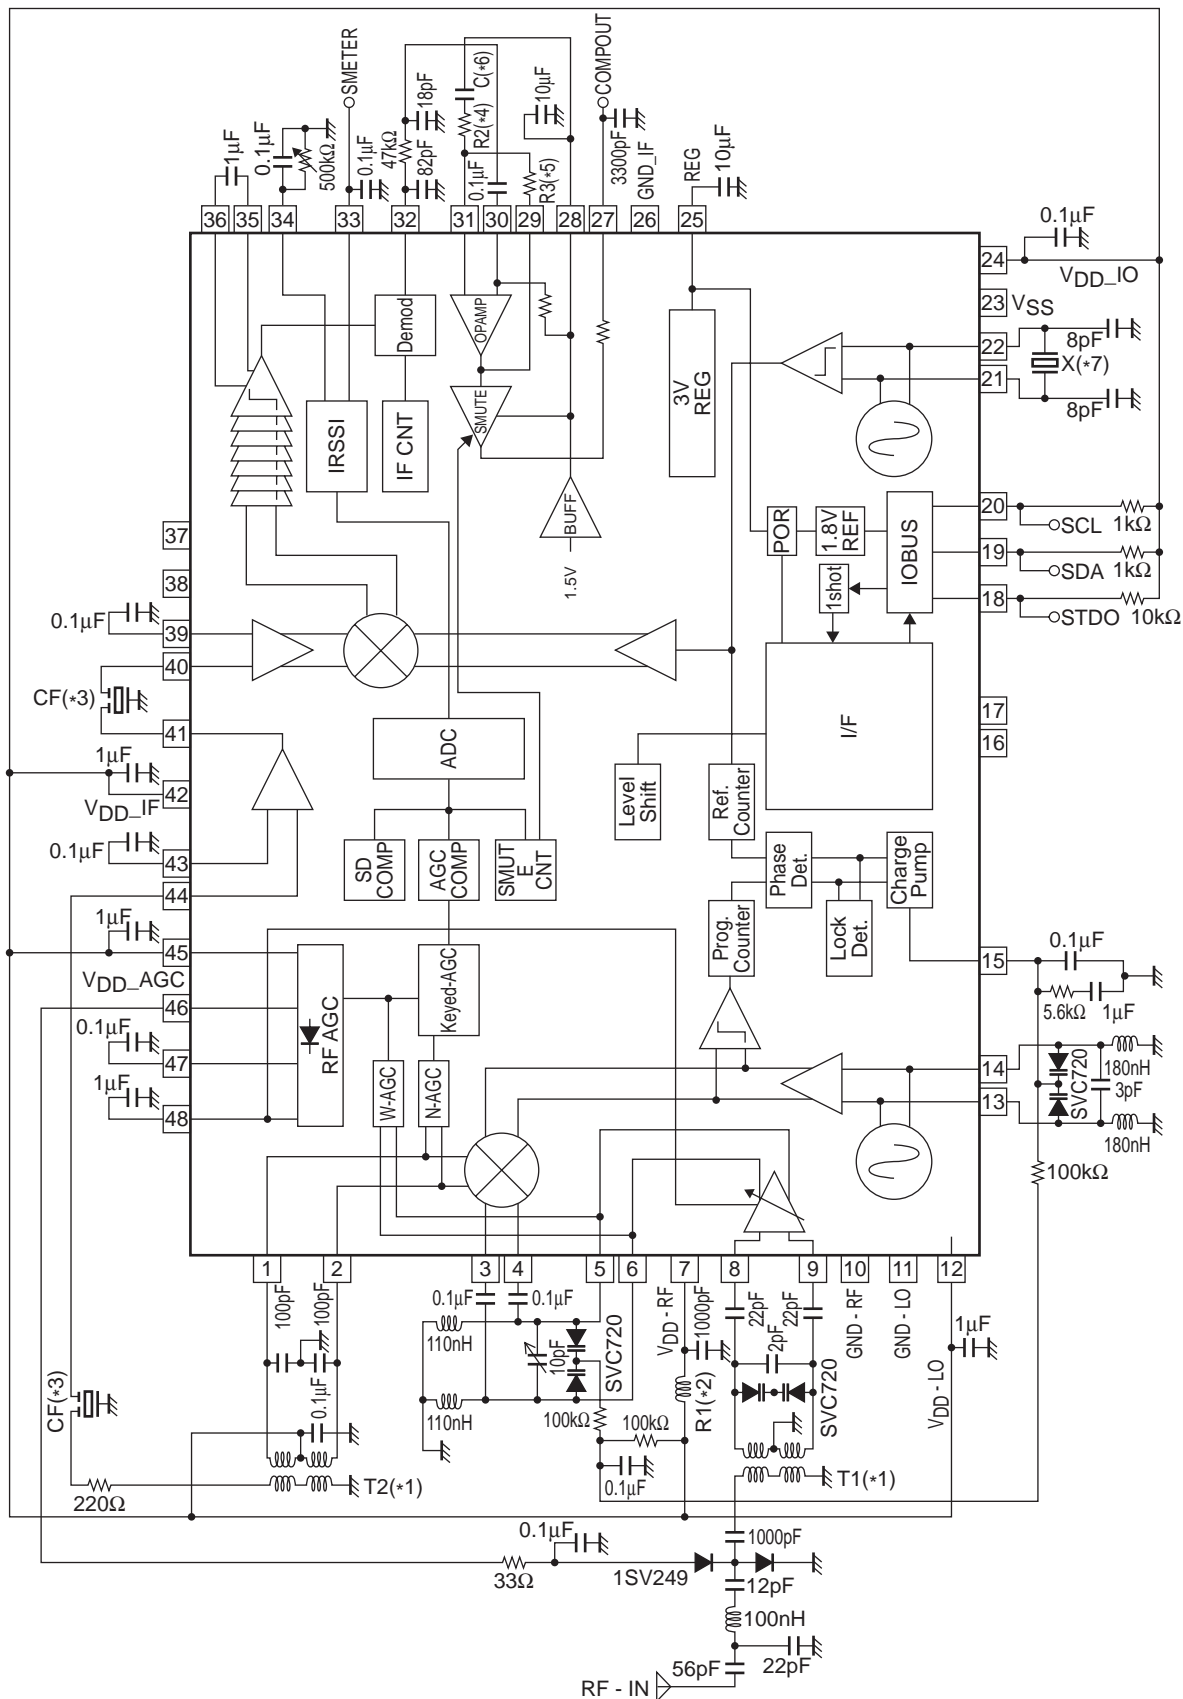 SMETER
COMPOUT
1μF
0.1μF
500kΩ
0.1μF
47kΩ
18pF
82pF
C(*6)
R2(*4)
0.1μF
10μF
R3(*5)
3300pF
GND_IF
REG
10μF
36
35
34
33
32
31
30
29
28
27
26
25
0.1μF
24
VDD_IO
23
VSS
22
8pF
X(*7)
21
8pF
20
SCL
1kΩ
19
SDA
1kΩ
18
STDO
10kΩ
17
16
Demod
OPAMP
SMUTE
IRSSI
IF CNT
BUFF
1.5V
3V
REG
POR
1.8V
REF
IOBUS
1shot
I/F
37
38
0.1μF
39
40
CF(*3)
41
1μF
42
VDD_IF
0.1μF
43
44
1μF
45
VDD_AGC
46
0.1μF
47
1μF
48
ADC
SD
COMP
AGC
COMP
SMUT
E
CNT
Level
Shift
Ref.
Counter
Phase
Det.
Charge
Pump
Prog.
Counter
Lock
Det.
RF AGC
Keyed-AGC
W-AGC
N-AGC
15
0.1μF
5.6kΩ
1μF
14
180nH
SVC720
3pF
13
180nH
100kΩ
1
2
3
4
5
6
7
8
9
10
11
12
100pF
100pF
0.1μF
0.1μF
0.1μF
110nH
10pF
SVC720
110nH
100kΩ
100kΩ
0.1μF
VDD - RF
1000pF
R1(*2)
22pF
22pF
2pF
SVC720
GND - RF
GND - LO
VDD - LO
1μF
CF(*3)
220Ω
T2(*1)
T1(*1)
0.1μF
33Ω
1SV249
1000pF
12pF
100nH
56pF
22pF
RF - IN